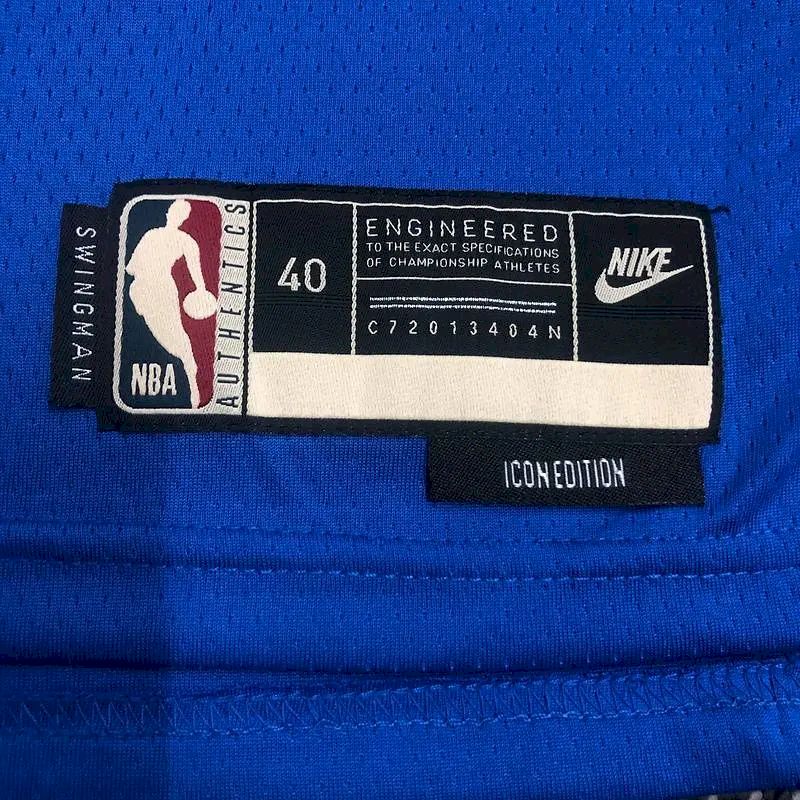 SWINGMAN
NBA
AUTHENTICS
40
ENGINEERED
TO THE EXACT SPECIFICATIONS
OF CHAMPIONSHIP ATHLETES
C72013404N
NIKE
ICON EDITION